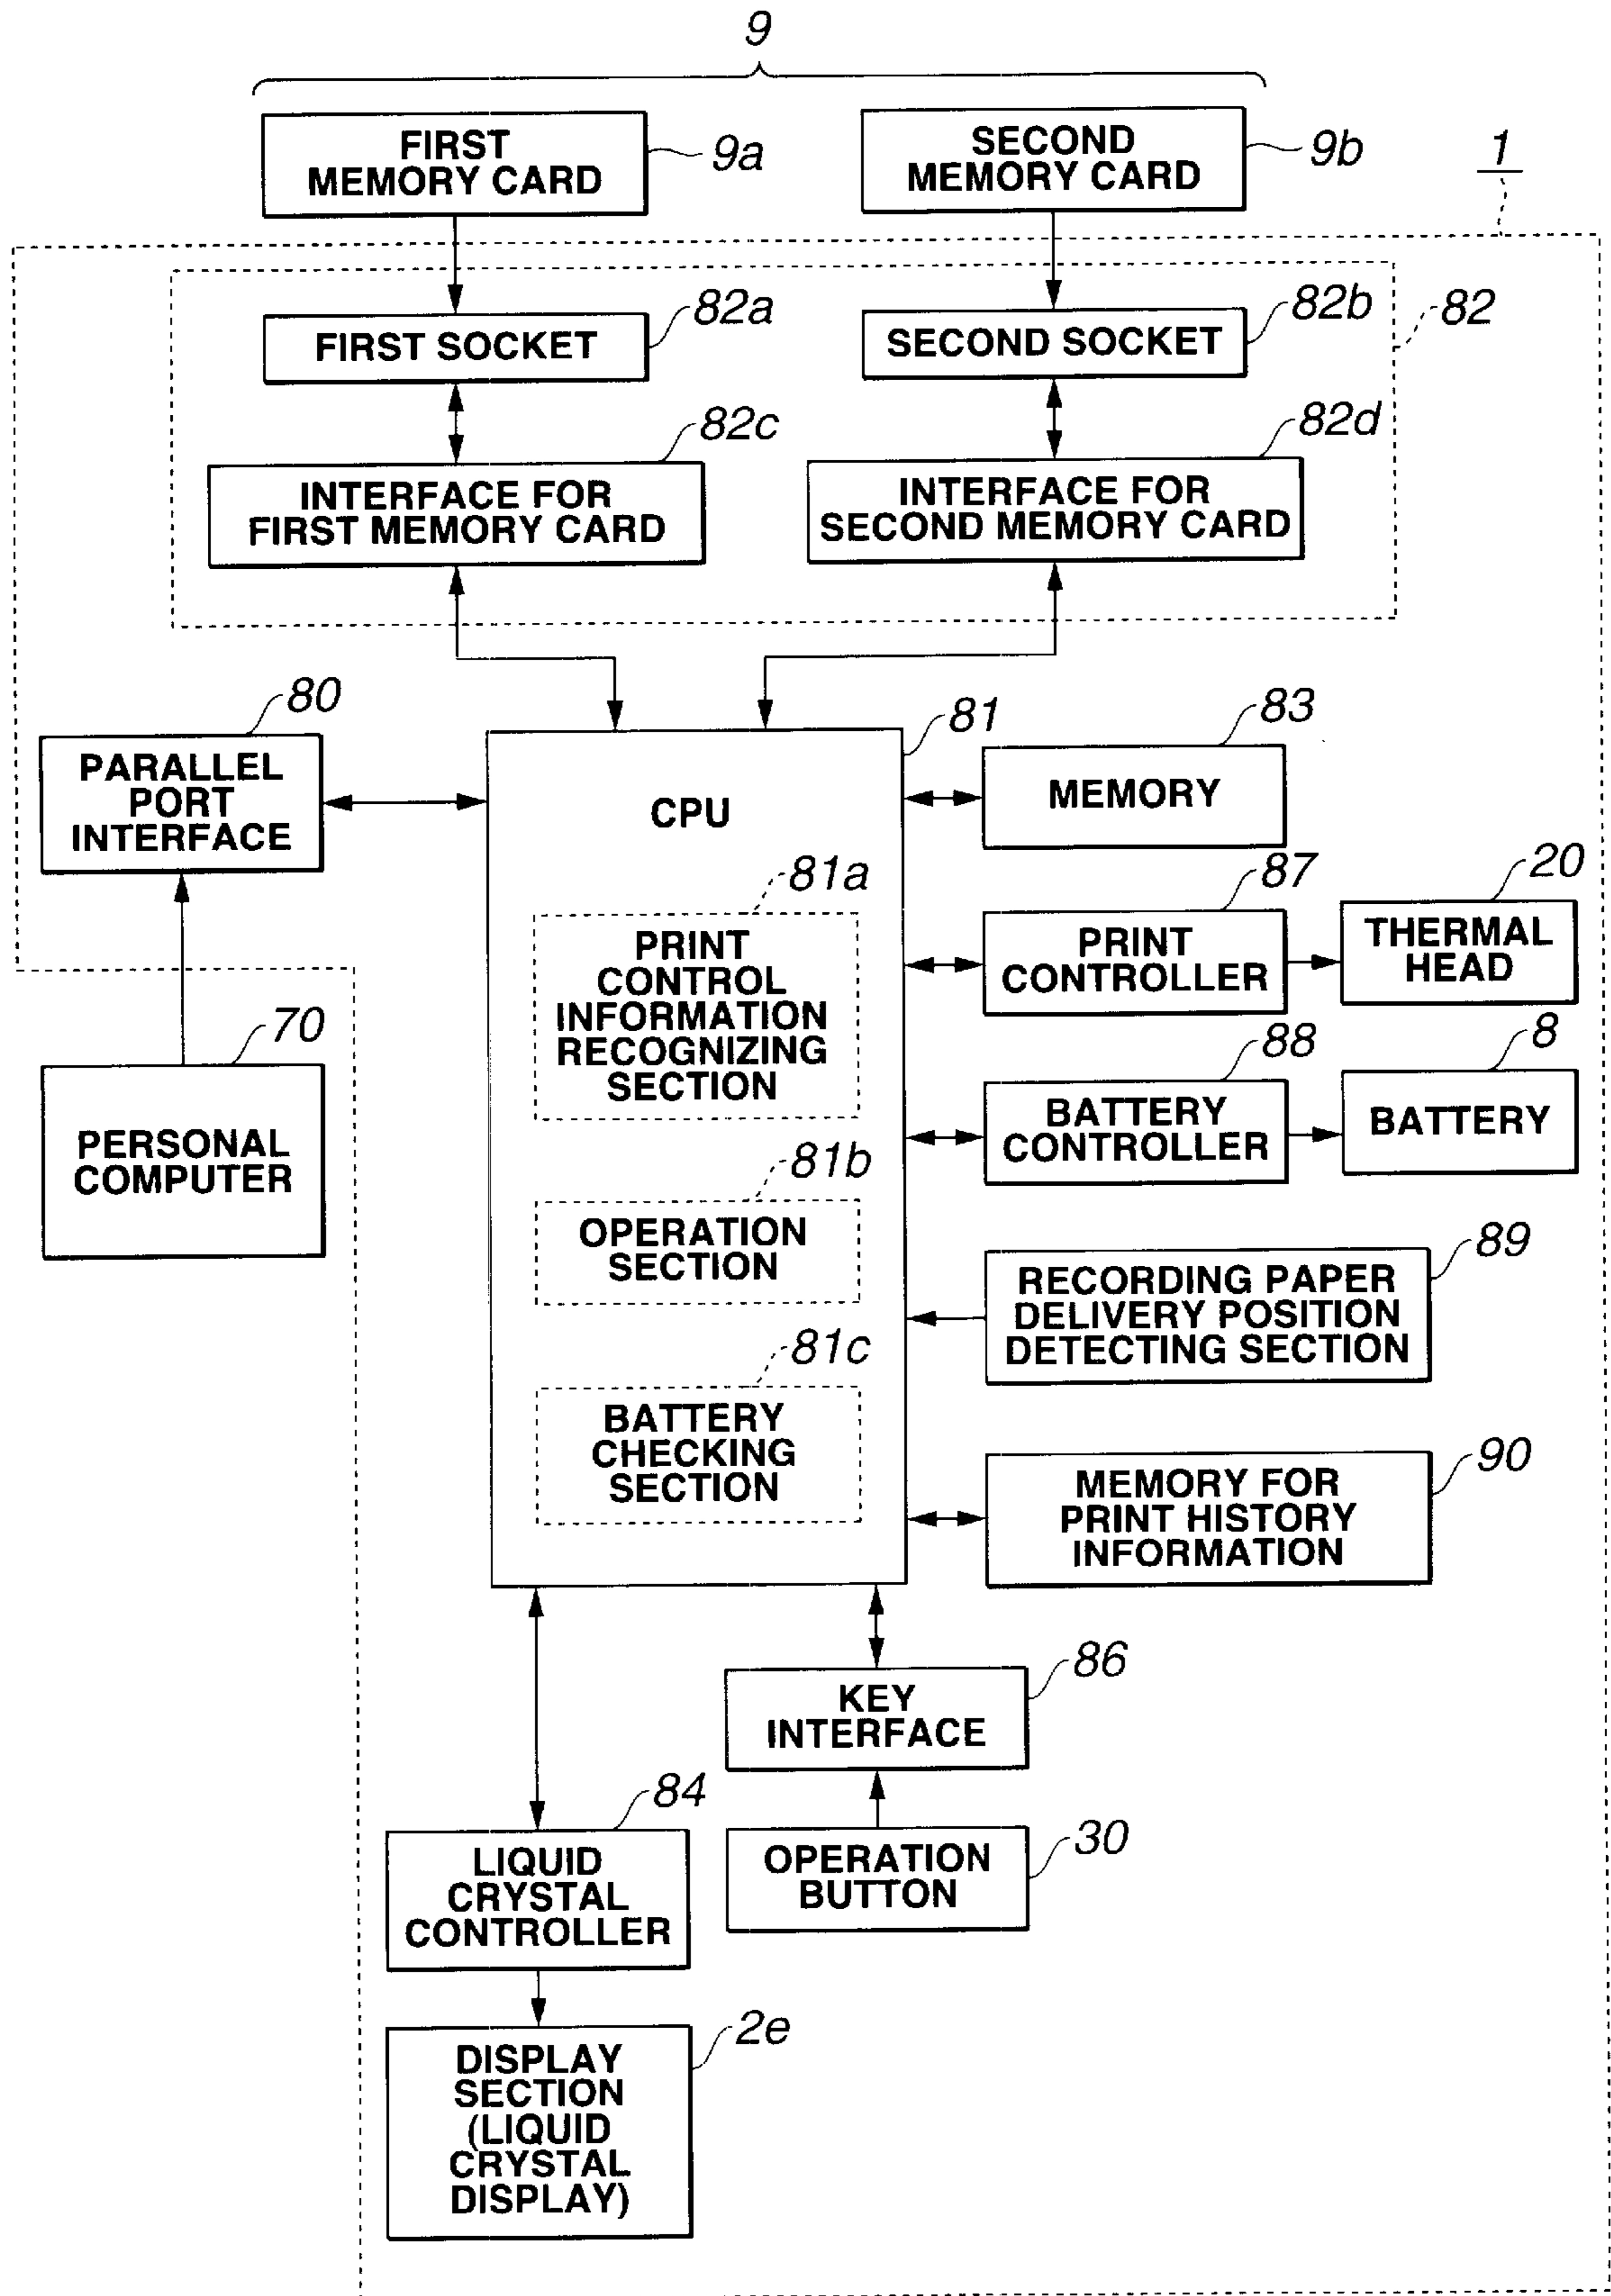 9
FIRST
MEMORY CARD
9a
SECOND
MEMORY CARD
9b
1
FIRST SOCKET
82a
SECOND SOCKET
82b
82
INTERFACE FOR
FIRST MEMORY CARD
82c
INTERFACE FOR
SECOND MEMORY CARD
82d
80
PARALLEL
PORT
INTERFACE
70
PERSONAL
COMPUTER
81
CPU
81a
PRINT
CONTROL
INFORMATION
RECOGNIZING
SECTION
81b
OPERATION
SECTION
81c
BATTERY
CHECKING
SECTION
83
MEMORY
87
PRINT
CONTROLLER
20
THERMAL
HEAD
88
BATTERY
CONTROLLER
8
BATTERY
89
RECORDING PAPER
DELIVERY POSITION
DETECTING SECTION
90
MEMORY FOR
PRINT HISTORY
INFORMATION
86
KEY
INTERFACE
30
OPERATION
BUTTON
84
LIQUID
CRYSTAL
CONTROLLER
2e
DISPLAY
SECTION
(LIQUID
CRYSTAL
DISPLAY)